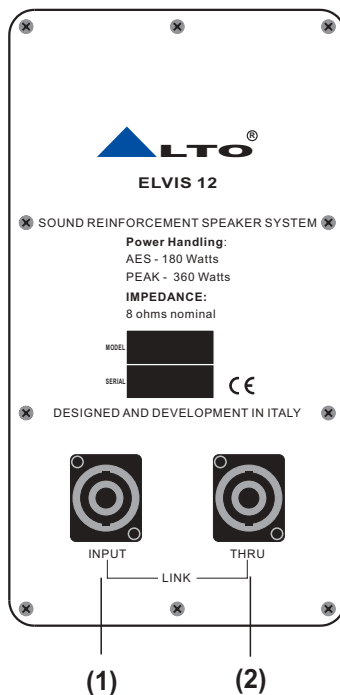 ALTO®
ELVIS 12
SOUND REINFORCEMENT SPEAKER SYSTEM
Power Handling:
AES - 180 Watts
PEAK - 360 Watts
IMPEDANCE:
8 ohms nominal
MODEL
SERIAL
CE
DESIGNED AND DEVELOPMENT IN ITALY
INPUT THRU
LINK
(1) (2)